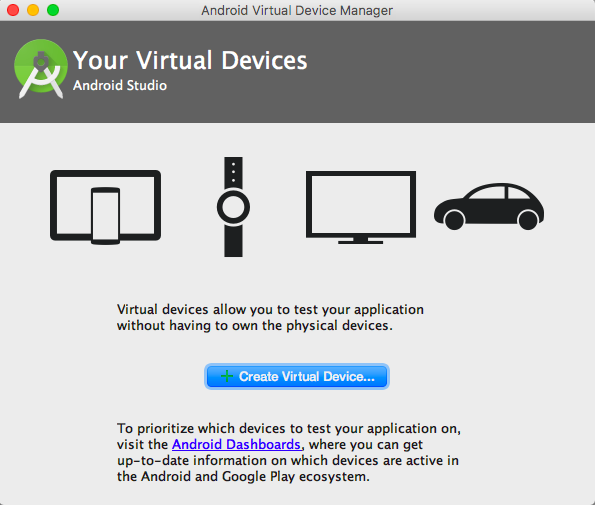 Android Virtual Device Manager
Your Virtual Devices
Android Studio
Virtual devices allow you to test your application
without having to own the physical devices.
Create Virtual Device...
To prioritize which devices to test your application on,
visit the Android Dashboards, where you can get
up-to-date information on which devices are active in
the Android and Google Play ecosystem.